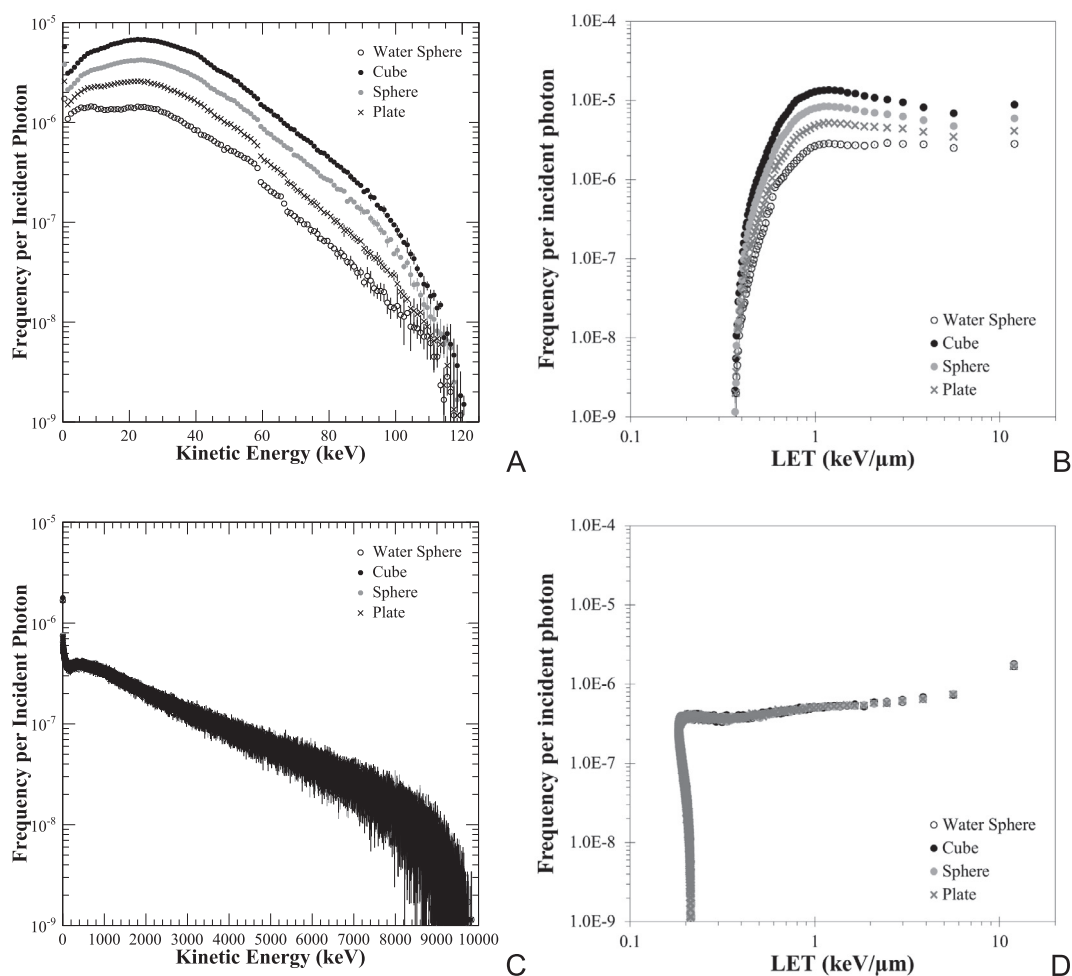 10^-5
10^-6
10^-7
10^-8
10^-9
Frequency per Incident Photon
Water Sphere
Cube
Sphere
Plate
0 20 40 60 80 100 120
Kinetic Energy (keV)
A
1.0E-4
1.0E-5
1.0E-6
1.0E-7
1.0E-8
1.0E-9
Frequency per incident photon
Water Sphere
Cube
Sphere
Plate
0.1 1 10
LET (keV/μm)
B
10^-5
10^-6
10^-7
10^-8
10^-9
Frequency per Incident Photon
Water Sphere
Cube
Sphere
Plate
0 1000 2000 3000 4000 5000 6000 7000 8000 9000 10000
Kinetic Energy (keV)
C
1.0E-4
1.0E-5
1.0E-6
1.0E-7
1.0E-8
1.0E-9
Frequency per incident photon
Water Sphere
Cube
Sphere
Plate
0.1 1 10
LET (keV/μm)
D